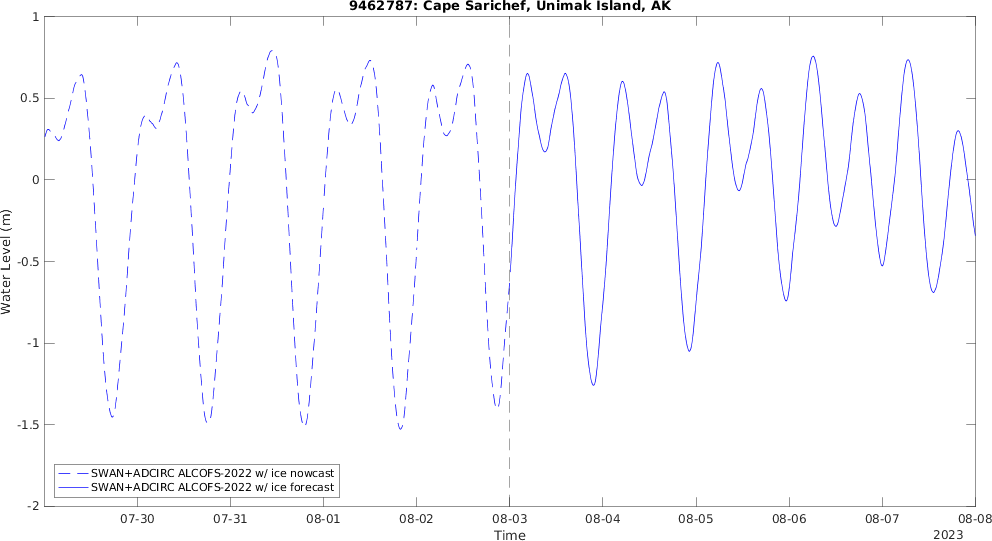 9462787: Cape Sarichef, Unimak Island, AK
1
0.5
0
-0.5
-1
-1.5
-2
Water Level (m)
SWAN+ADCIRC ALCOFS-2022 w/ ice nowcast
SWAN+ADCIRC ALCOFS-2022 w/ ice forecast
07-30 07-31 08-01 08-02 08-03 08-04 08-05 08-06 08-07 08-08
Time
2023